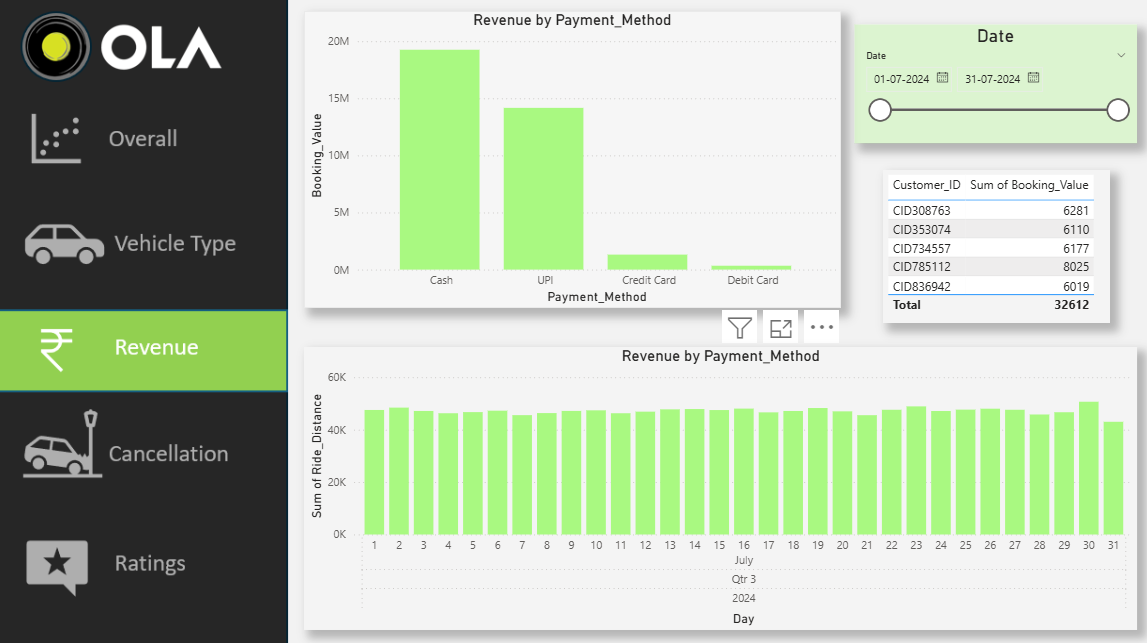 OLA
Overall
Vehicle Type
Revenue
Cancellation
Ratings
Revenue by Payment_Method
Booking_Value
20M
15M
10M
5M
0M
Cash UPI Credit Card Debit Card
Payment_Method
Date
Date
01-07-2024 31-07-2024
Customer_ID Sum of Booking_Value
CID308763 6281
CID353074 6110
CID734557 6177
CID785112 8025
CID836942 6019
Total 32612
Revenue by Payment_Method
Sum of Ride_Distance
60K
40K
20K
0K
1 2 3 4 5 6 7 8 9 10 11 12 13 14 15 16 17 18 19 20 21 22 23 24 25 26 27 28 29 30 31
July
Qtr 3
2024
Day